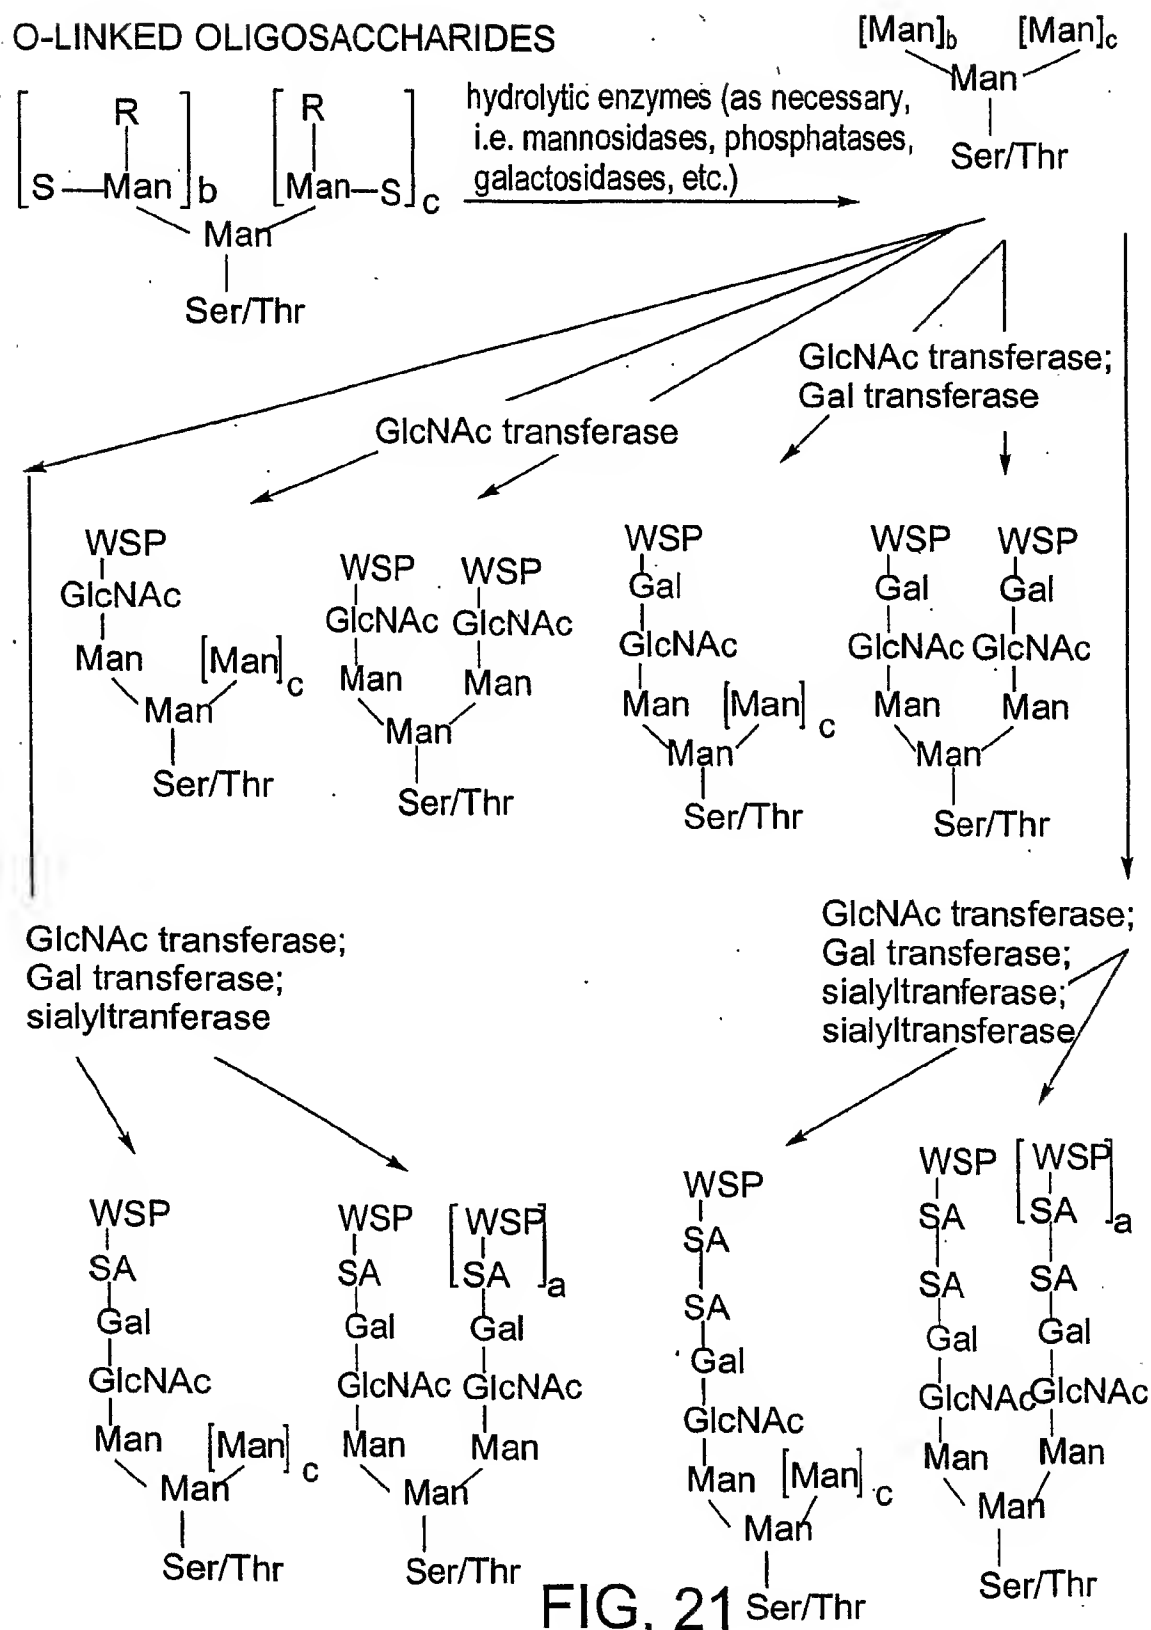 O-LINKED OLIGOSACCHARIDES
[Man]b [Man]c
Man
Ser/Thr
R R
[S—Man]b [Man—S]c
Man
Ser/Thr
hydrolytic enzymes (as necessary,
i.e. mannosidases, phosphatases,
galactosidases, etc.)
GlcNAc transferase;
Gal transferase
GlcNAc transferase
WSP
GlcNAc
Man [Man]c
Man
Ser/Thr
WSP WSP
GlcNAc GlcNAc
Man Man
Man
Ser/Thr
WSP
Gal
GlcNAc
Man [Man]c
Man
Ser/Thr
WSP WSP
Gal Gal
GlcNAc GlcNAc
Man Man
Man
Ser/Thr
GlcNAc transferase;
Gal transferase;
sialyltranferase
GlcNAc transferase;
Gal transferase;
sialyltranferase;
sialyltransferase
WSP
SA
Gal
GlcNAc
Man [Man]c
Man
Ser/Thr
WSP [WSP
SA SA]a
Gal Gal
GlcNAc GlcNAc
Man Man
Man
Ser/Thr
WSP
SA
SA
Gal
GlcNAc
Man [Man]c
Man
Ser/Thr
WSP [WSP
SA SA]a
SA SA
Gal Gal
GlcNAc GlcNAc
Man Man
Man
Ser/Thr
FIG. 21